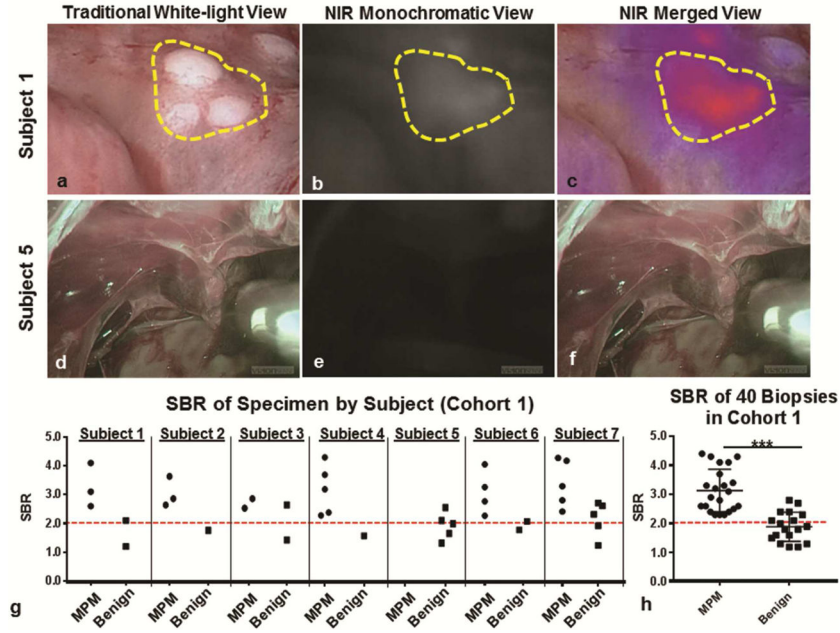 Traditional White-light View NIR Monochromatic View NIR Merged View
Subject 1
a b c
Subject 5
d e f
SBR of Specimen by Subject (Cohort 1)
Subject 1 Subject 2 Subject 3 Subject 4 Subject 5 Subject 6 Subject 7
SBR
5.0
4.0
3.0
2.0
1.0
0.0
MPM Benign MPM Benign MPM Benign MPM Benign MPM Benign MPM Benign MPM Benign
g
SBR of 40 Biopsies
in Cohort 1
***
SBR
5.0
4.0
3.0
2.0
1.0
0.0
MPM Benign
h